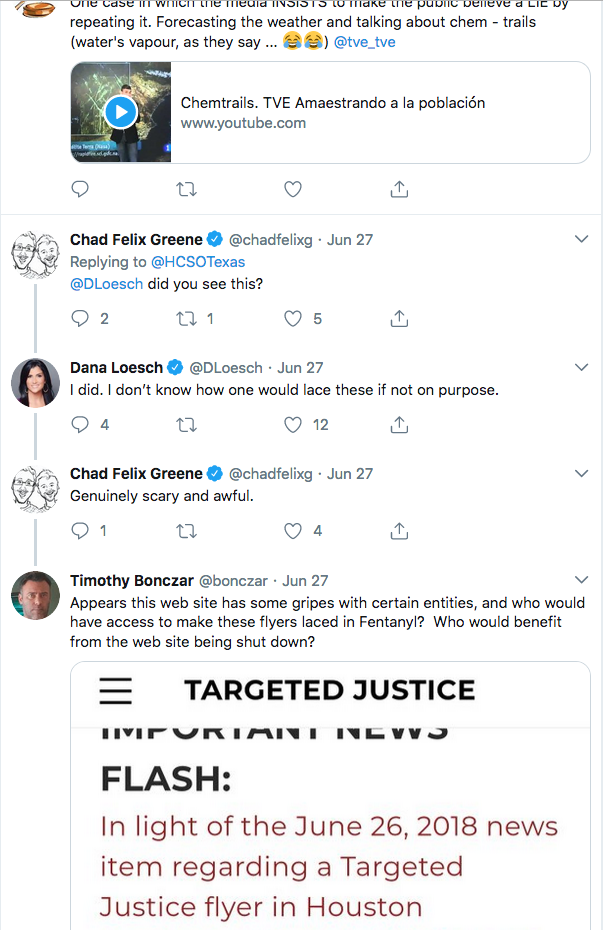 One case in which the media INSISTS to make the public believe a LIE by
repeating it. Forecasting the weather and talking about chem - trails
(water's vapour, as they say ... 😂😂) @tve_tve
Chemtrails. TVE Amaestrando a la población
www.youtube.com
Chad Felix Greene @chadfelixg · Jun 27
Replying to @HCSOTexas
@DLoesch did you see this?
2 1 5
Dana Loesch @DLoesch · Jun 27
I did. I don’t know how one would lace these if not on purpose.
4 12
Chad Felix Greene @chadfelixg · Jun 27
Genuinely scary and awful.
1 4
Timothy Bonczar @bonczar · Jun 27
Appears this web site has some gripes with certain entities, and who would
have access to make these flyers laced in Fentanyl?  Who would benefit
from the web site being shut down?
TARGETED JUSTICE
IMPORTANT NEWS
FLASH:
In light of the June 26, 2018 news
item regarding a Targeted
Justice flyer in Houston